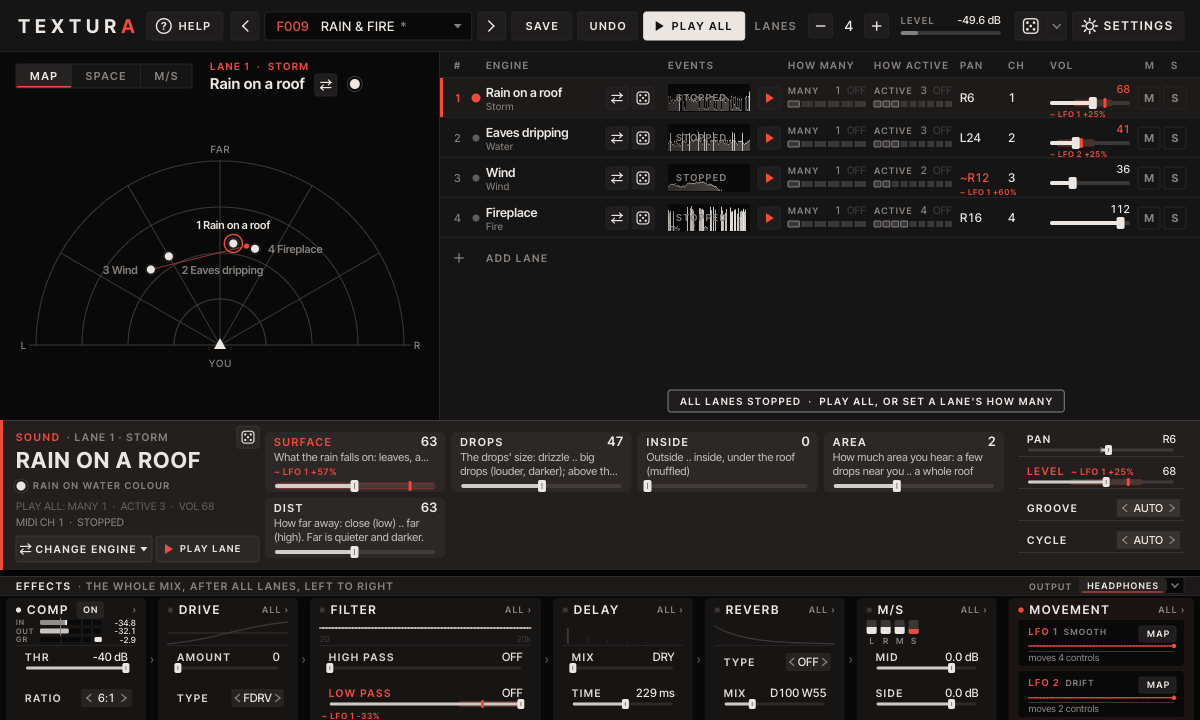 TEXTURA
HELP
F009 RAIN & FIRE *
SAVE
UNDO
PLAY ALL
LANES
4
LEVEL -49.6 dB
SETTINGS
MAP SPACE M/S
LANE 1 · STORM
Rain on a roof
FAR
1 Rain on a roof
4 Fireplace
3 Wind
2 Eaves dripping
L
R
YOU
# ENGINE EVENTS HOW MANY HOW ACTIVE PAN CH VOL M S
1 Rain on a roof
Storm
STOPPED
MANY 1 OFF ACTIVE 3 OFF
R6 1 68
~ LFO 1 +25%
M S
2 Eaves dripping
Water
STOPPED
MANY 1 OFF ACTIVE 3 OFF
L24 2 41
~ LFO 2 +25%
M S
3 Wind
Wind
STOPPED
MANY 1 OFF ACTIVE 2 OFF
~R12 3 36
~ LFO 1 +60%
M S
4 Fireplace
Fire
STOPPED
MANY 1 OFF ACTIVE 4 OFF
R16 4 112
M S
+ ADD LANE
ALL LANES STOPPED · PLAY ALL, OR SET A LANE'S HOW MANY
SOUND · LANE 1 · STORM
RAIN ON A ROOF
RAIN ON WATER COLOUR
PLAY ALL: MANY 1 · ACTIVE 3 · VOL 68
MIDI CH 1 · STOPPED
CHANGE ENGINE
PLAY LANE
SURFACE 63
What the rain falls on: leaves, a...
~ LFO 1 +57%
DROPS 47
The drops' size: drizzle .. big
drops (louder, darker); above th...
INSIDE 0
Outside .. inside, under the roof
(muffled)
AREA 2
How much area you hear: a few
drops near you .. a whole roof
DIST 63
How far away: close (low) .. far
(high). Far is quieter and darker.
PAN R6
LEVEL ~ LFO 1 +25% 68
GROOVE < AUTO >
CYCLE < AUTO >
EFFECTS · THE WHOLE MIX, AFTER ALL LANES, LEFT TO RIGHT
OUTPUT HEADPHONES
COMP ON ›
IN -34.8
OUT -32.1
GR -2.9
THR -40 dB
RATIO < 6:1 >
DRIVE ALL ›
AMOUNT 0
TYPE < FDRV >
FILTER ALL ›
20 20k
HIGH PASS OFF
LOW PASS OFF
~ LFO 1 -33%
DELAY ALL ›
MIX DRY
TIME 229 ms
REVERB ALL ›
TYPE < OFF >
MIX D100 W55
M/S ALL ›
L R M S
MID 0.0 dB
SIDE 0.0 dB
MOVEMENT ALL ›
LFO 1 SMOOTH MAP
moves 4 controls
LFO 2 DRIFT MAP
moves 2 controls